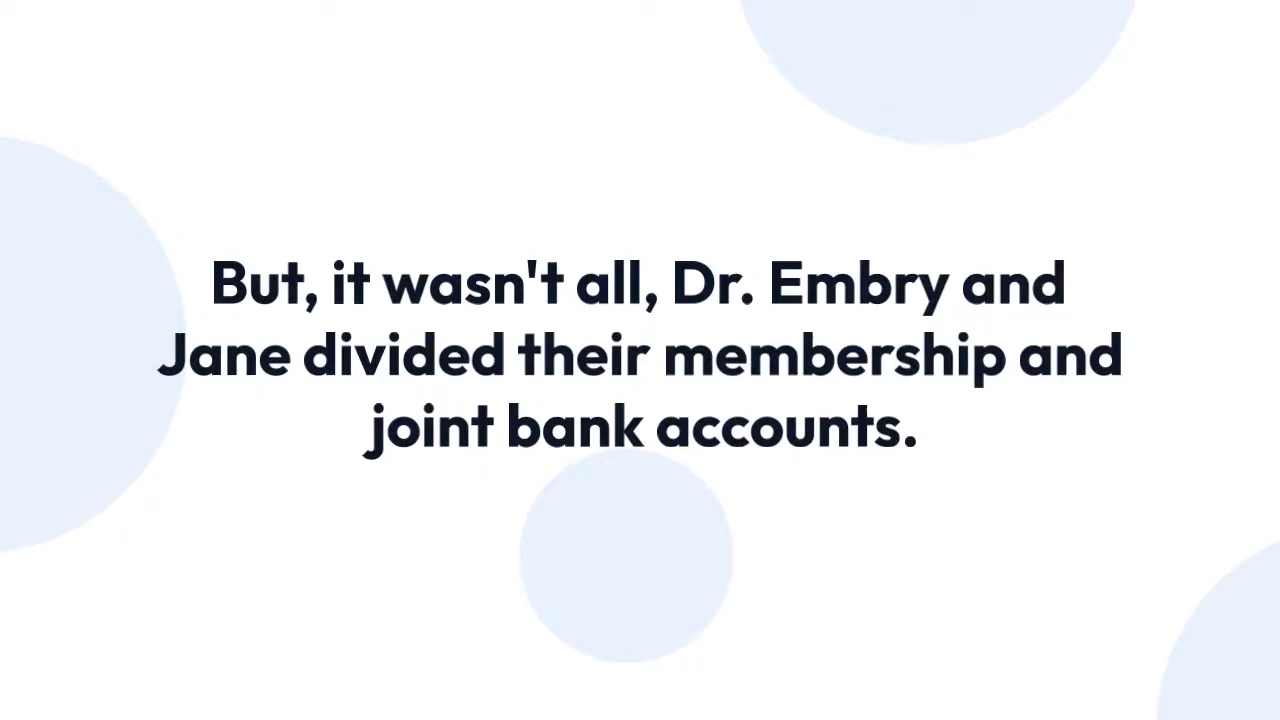 But, it wasn't all, Dr. Embry and
Jane divided their membership and
joint bank accounts.